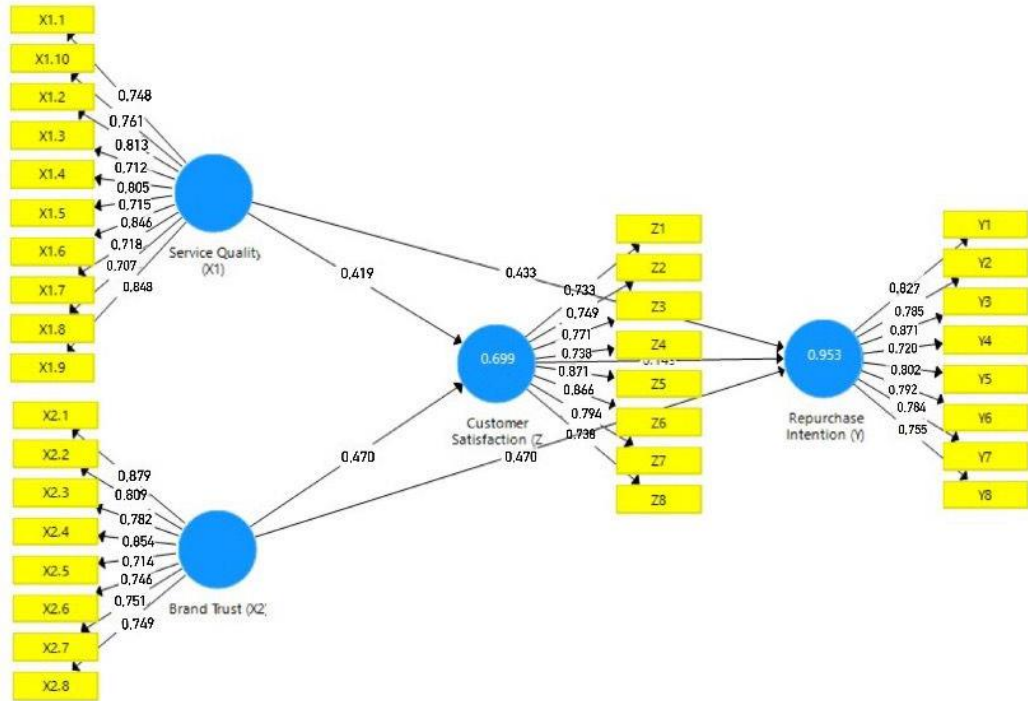 X1.1
X1.10
X1.2
X1.3
X1.4
X1.5
X1.6
X1.7
X1.8
X1.9
0,748
0,761
0,813
0,712
0,805
0,715
0,846
0,718
0,707
0,848
Service Quality
(X1)
0,419
0,433
X2.1
X2.2
X2.3
X2.4
X2.5
X2.6
X2.7
X2.8
0,879
0,809
0,782
0,854
0,714
0,746
0,751
0,749
Brand Trust (X2)
0,470
0,470
0.699
Customer
Satisfaction (Z
0,733
0,749
0,771
0,738
0,871
0,866
0,794
0,738
Z1
Z2
Z3
Z4
Z5
Z6
Z7
Z8
0.953
Repurchase
Intention (Y)
0,827
0,785
0,871
0,720
0,802
0,792
0,784
0,755
Y1
Y2
Y3
Y4
Y5
Y6
Y7
Y8